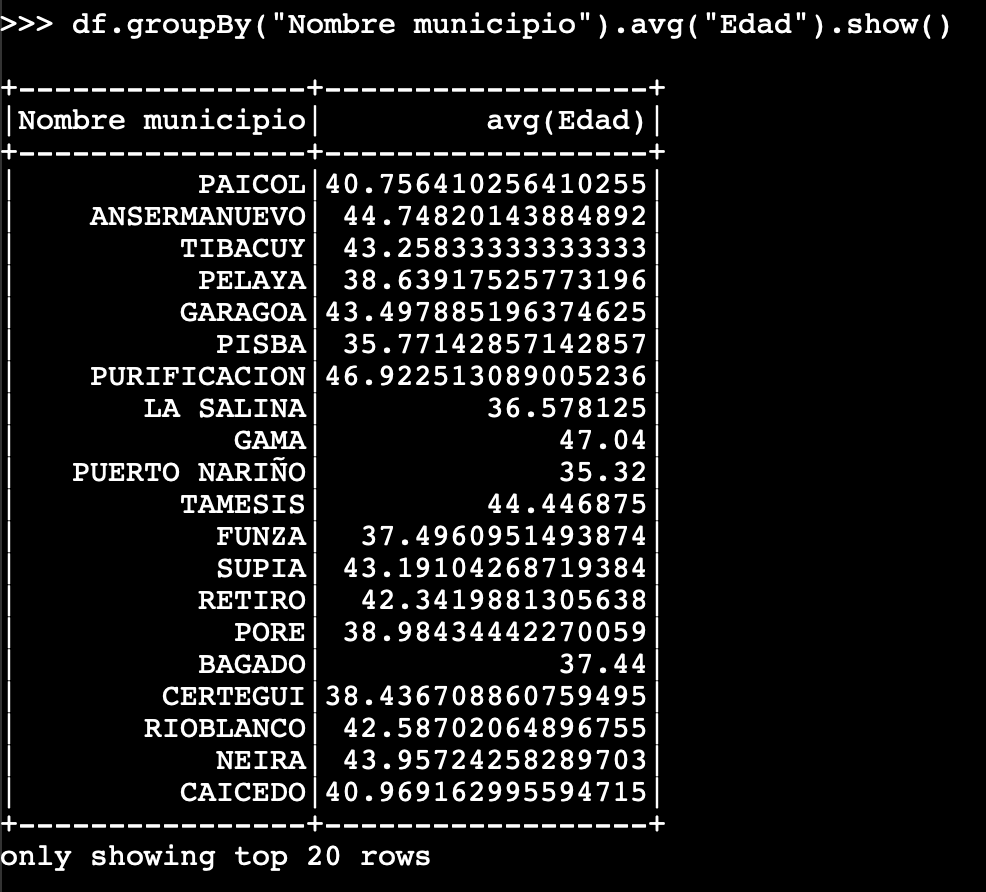 >>> df.groupBy("Nombre municipio").avg("Edad").show()
+----------------+------------------+
|Nombre municipio|         avg(Edad)|
+----------------+------------------+
|          PAICOL|40.756410256410255|
|    ANSERMANUEVO| 44.74820143884892|
|         TIBACUY| 43.25833333333333|
|          PELAYA| 38.63917525773196|
|         GARAGOA|43.497885196374625|
|           PISBA| 35.77142857142857|
|    PURIFICACION|46.922513089005236|
|       LA SALINA|         36.578125|
|            GAMA|             47.04|
|   PUERTO NARIÑO|             35.32|
|         TAMESIS|         44.446875|
|           FUNZA|  37.4960951493874|
|           SUPIA| 43.19104268719384|
|          RETIRO|  42.3419881305638|
|            PORE| 38.98434442270059|
|          BAGADO|             37.44|
|        CERTEGUI|38.436708860759495|
|       RIOBLANCO| 42.58702064896755|
|           NEIRA| 43.95724258289703|
|         CAICEDO|40.969162995594715|
+----------------+------------------+
only showing top 20 rows